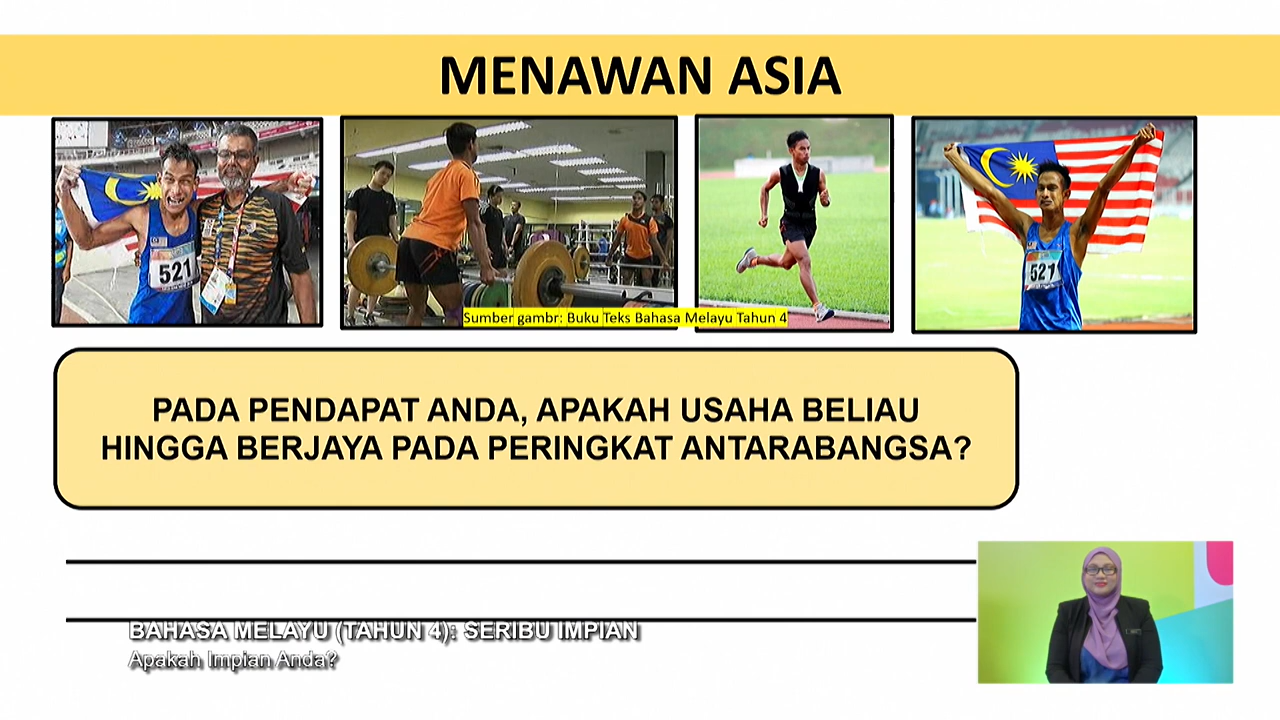 MENAWAN ASIA
521
521
Sumber gambr: Buku Teks Bahasa Melayu Tahun 4
PADA PENDAPAT ANDA, APAKAH USAHA BELIAU
HINGGA BERJAYA PADA PERINGKAT ANTARABANGSA?
BAHASA MELAYU (TAHUN 4): SERIBU IMPIAN
Apakah Impian Anda?